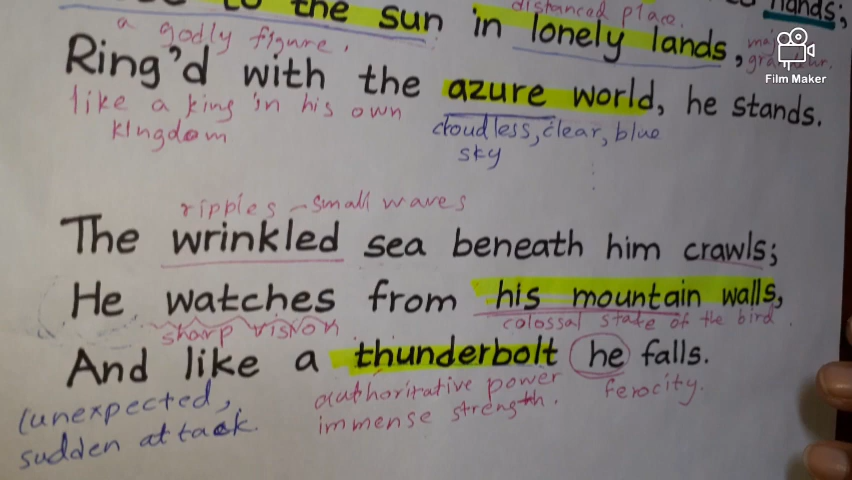 to the sun in lonely lands, hands;
distanced place.
a godly figure.
Film Maker
Ring'd with the azure world, he stands.
like a king in his own
kingdom
cloudless, clear, blue
sky
ripples - small waves
The wrinkled sea beneath him crawls;
He watches from his mountain walls,
sharp vision
colossal state of the bird.
And like a thunderbolt he falls.
(unexpected,
sudden attack.
authoritative power
immense strength.
ferocity.